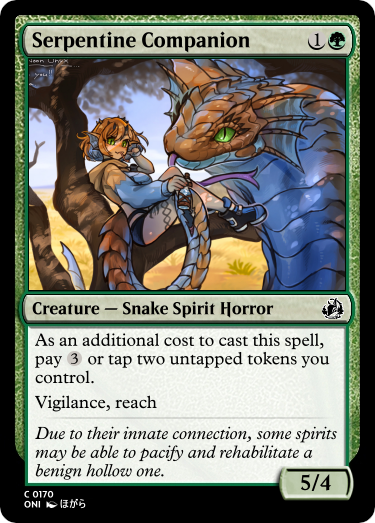 Serpentine Companion 1
you!!
Creature — Snake Spirit Horror
As an additional cost to cast this spell,
pay 3 or tap two untapped tokens you
control.
Vigilance, reach
Due to their innate connection, some spirits
may be able to pacify and rehabilitate a
benign hollow one.
5/4
C 0170
ONI ほがら